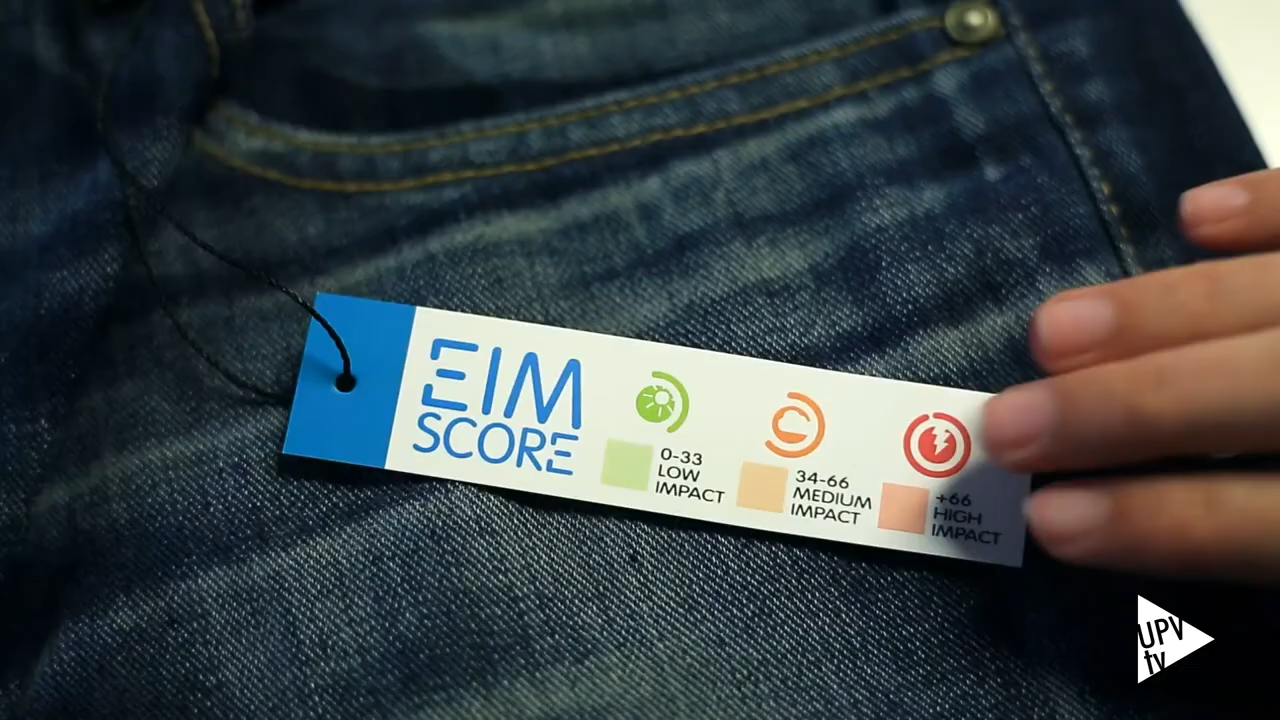 EIM
SCORE
0-33
LOW
IMPACT
34-66
MEDIUM
IMPACT
+66
HIGH
IMPACT
UPV
tv